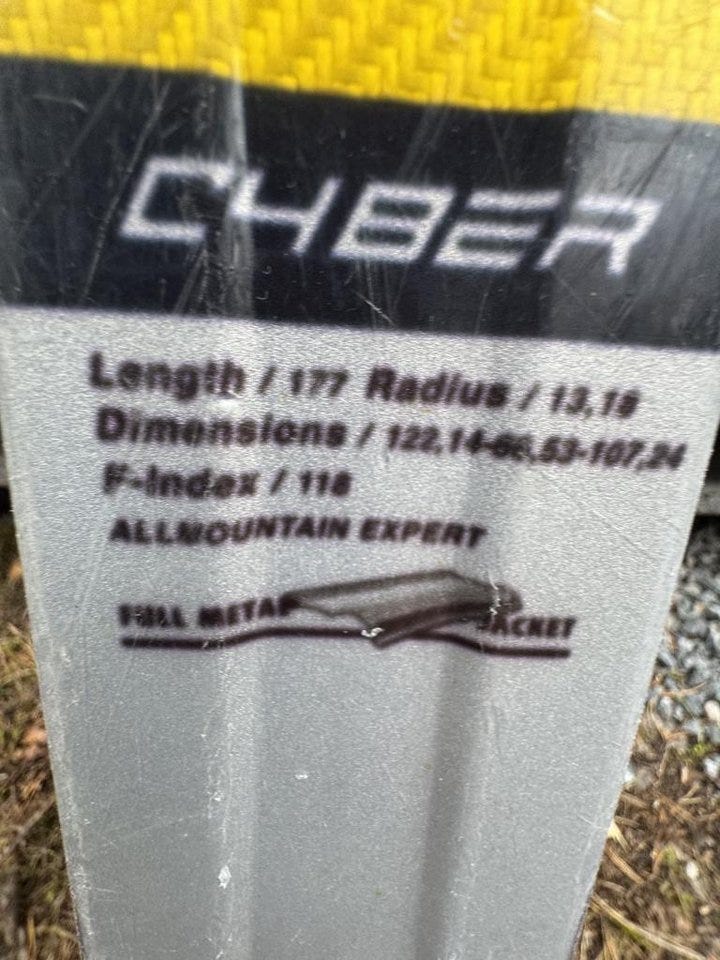 CYBER
Length / 177 Radius / 13,18
Dimensions / 122,14-66,53-107,24
F-Index / 118
ALLMOUNTAIN EXPERT
FULL METAL JACKET